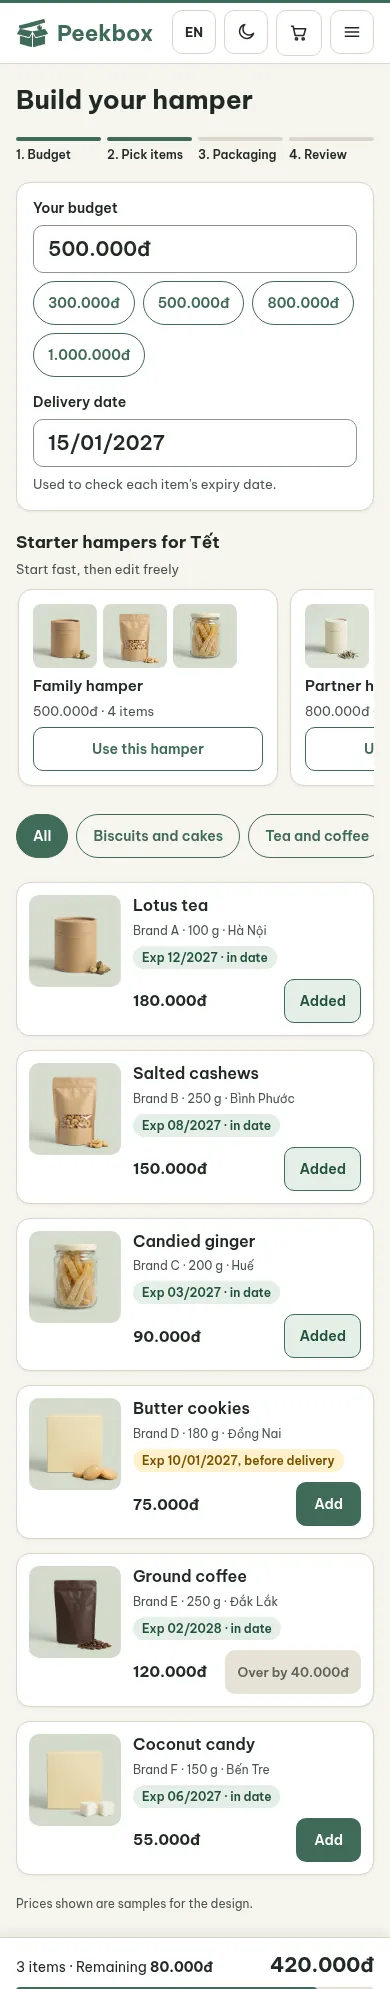 Peekbox
EN
Build your hamper
1. Budget
2. Pick items
3. Packaging
4. Review
Your budget
500.000đ
300.000đ
500.000đ
800.000đ
1.000.000đ
Delivery date
15/01/2027
Used to check each item's expiry date.
Starter hampers for Tết
Start fast, then edit freely
Family hamper
500.000đ · 4 items
Use this hamper
Partner h
800.000đ
U
All
Biscuits and cakes
Tea and coffee
Lotus tea
Brand A · 100 g · Hà Nội
Exp 12/2027 · in date
180.000đ
Added
Salted cashews
Brand B · 250 g · Bình Phước
Exp 08/2027 · in date
150.000đ
Added
Candied ginger
Brand C · 200 g · Huế
Exp 03/2027 · in date
90.000đ
Added
Butter cookies
Brand D · 180 g · Đồng Nai
Exp 10/01/2027, before delivery
75.000đ
Add
Ground coffee
Brand E · 250 g · Đắk Lắk
Exp 02/2028 · in date
120.000đ
Over by 40.000đ
Coconut candy
Brand F · 150 g · Bến Tre
Exp 06/2027 · in date
55.000đ
Add
Prices shown are samples for the design.
3 items · Remaining 80.000đ
420.000đ